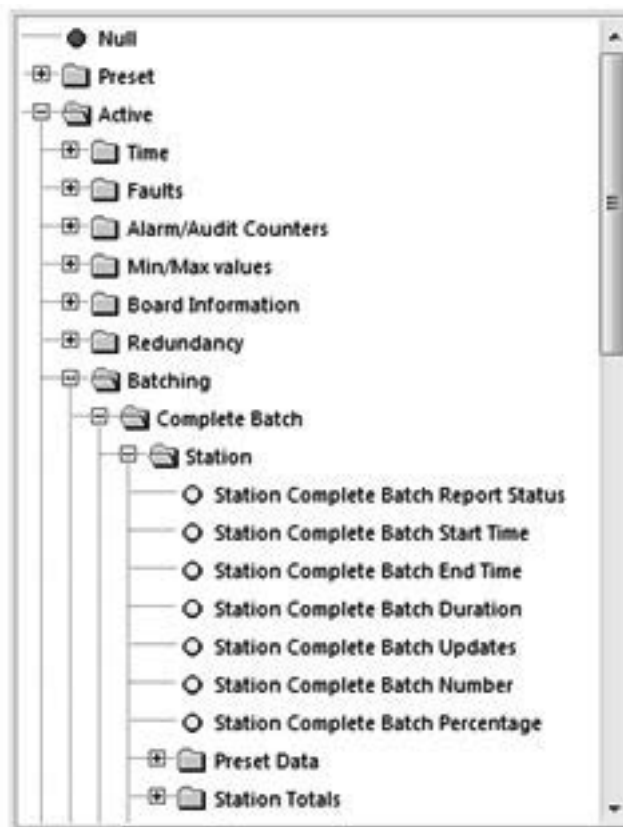 Null
Preset
Active
Time
Faults
Alarm/Audit Counters
Min/Max values
Board Information
Redundancy
Batching
Complete Batch
Station
Station Complete Batch Report Status
Station Complete Batch Start Time
Station Complete Batch End Time
Station Complete Batch Duration
Station Complete Batch Updates
Station Complete Batch Number
Station Complete Batch Percentage
Preset Data
Station Totals